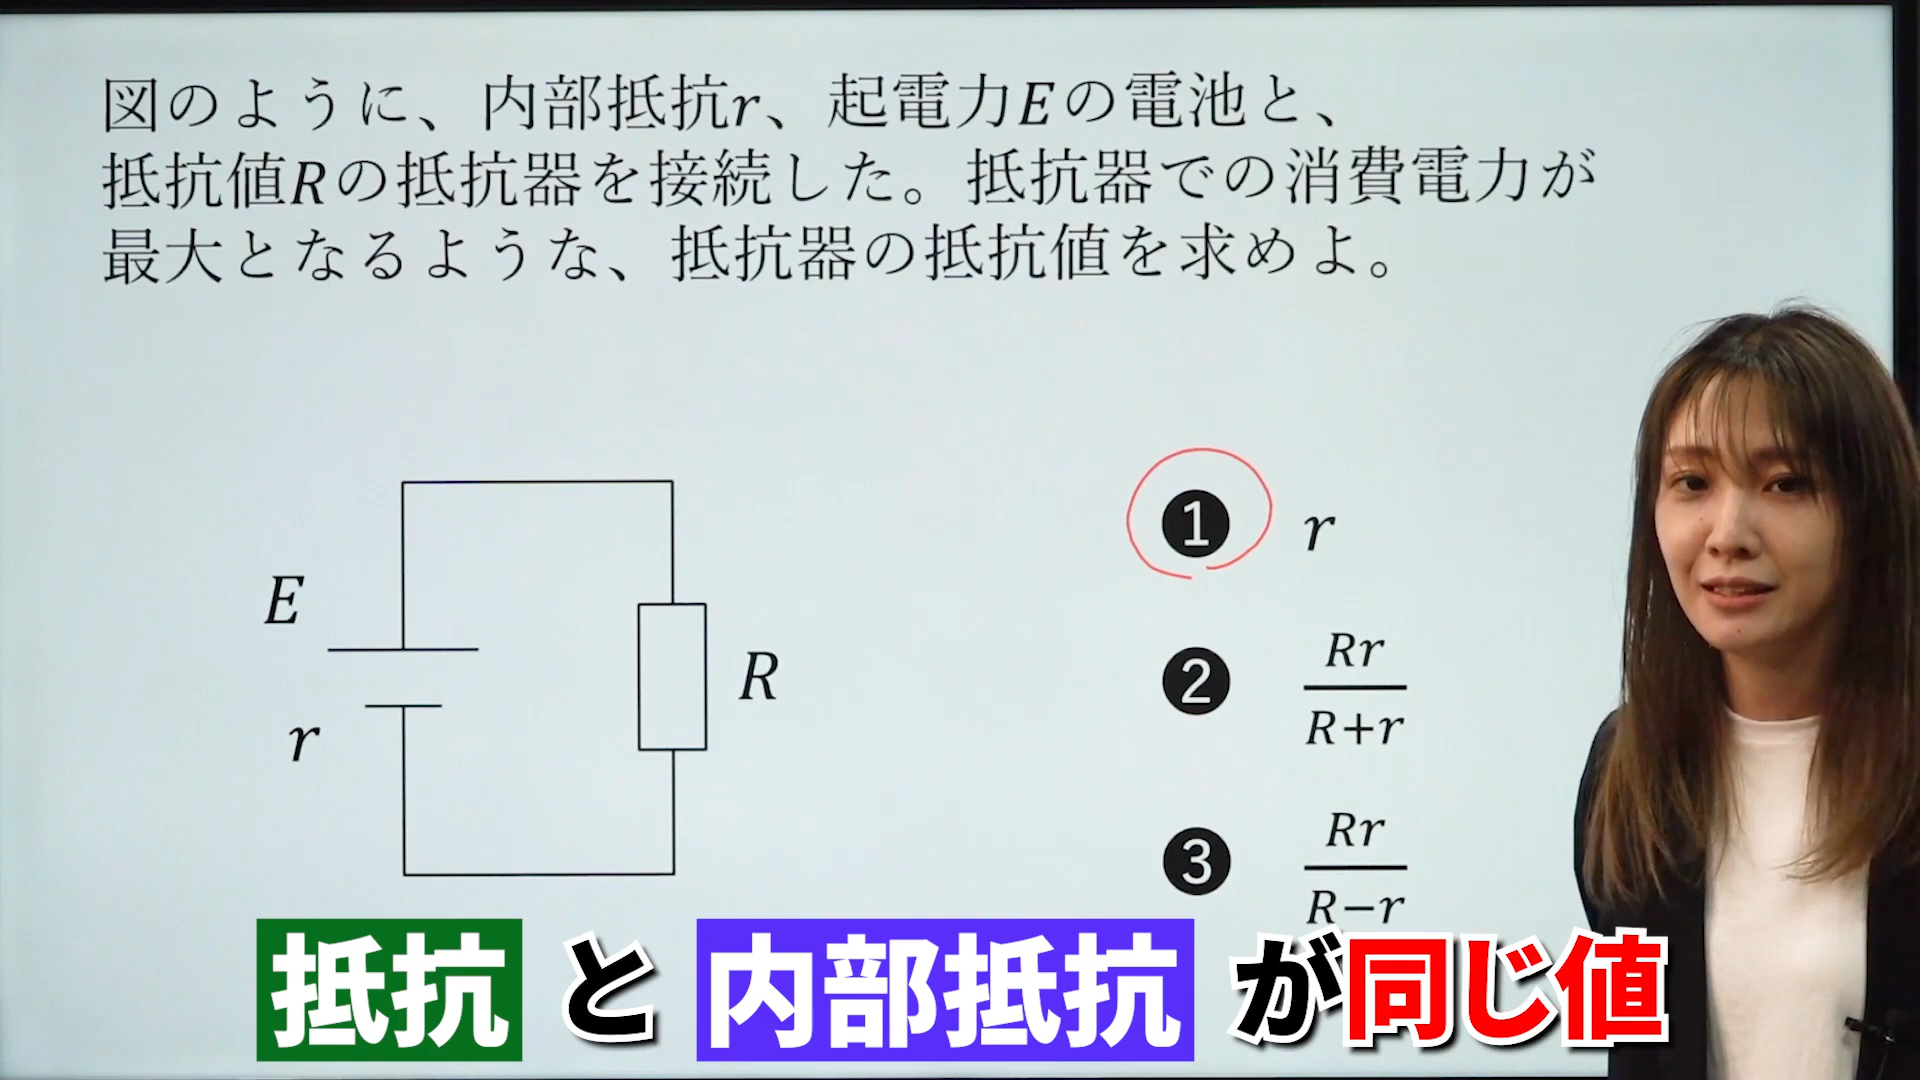 図のように、内部抵抗r、起電力Eの電池と、
抵抗値Rの抵抗器を接続した。抵抗器での消費電力が
最大となるような、抵抗器の抵抗値を求めよ。
E
r
R
❶ r
❷ Rr/R+r
❸ Rr/R−r
抵抗と内部抵抗が同じ値